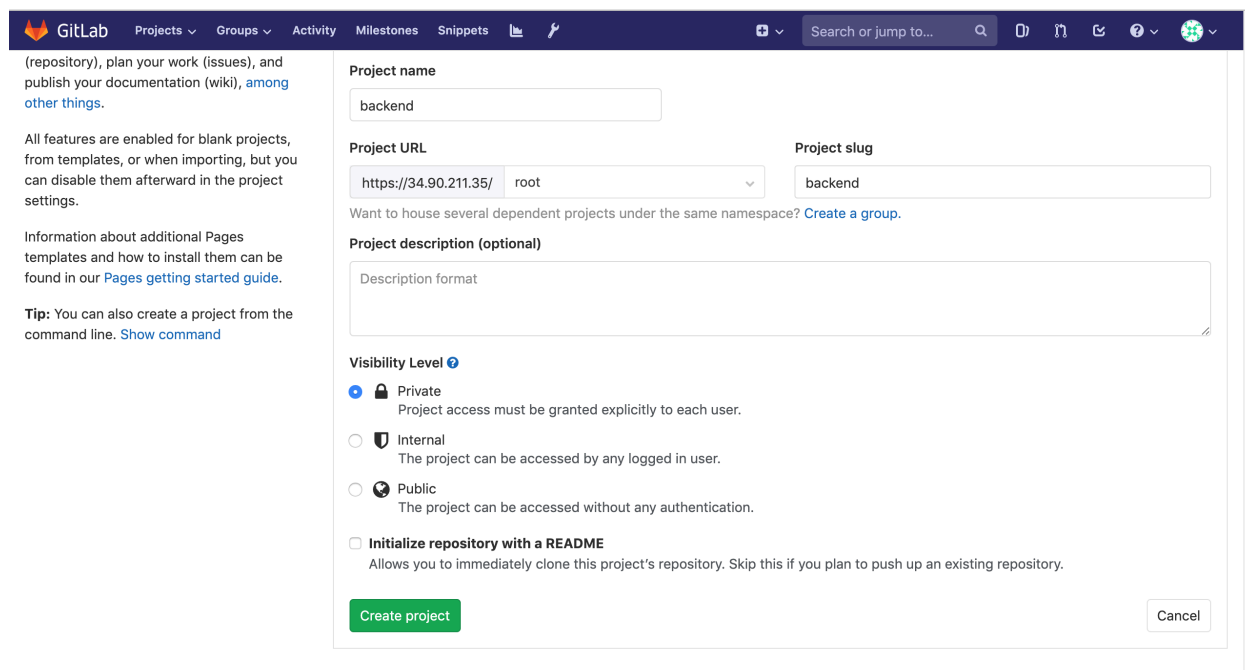 GitLab Projects Groups Activity Milestones Snippets Search or jump to...
(repository), plan your work (issues), and
publish your documentation (wiki), among
other things.
All features are enabled for blank projects,
from templates, or when importing, but you
can disable them afterward in the project
settings.
Information about additional Pages
templates and how to install them can be
found in our Pages getting started guide.
Tip: You can also create a project from the
command line. Show command
Project name
backend
Project URL
https://34.90.211.35/ root
Project slug
backend
Want to house several dependent projects under the same namespace? Create a group.
Project description (optional)
Description format
Visibility Level
Private
Project access must be granted explicitly to each user.
Internal
The project can be accessed by any logged in user.
Public
The project can be accessed without any authentication.
Initialize repository with a README
Allows you to immediately clone this project's repository. Skip this if you plan to push up an existing repository.
Create project
Cancel